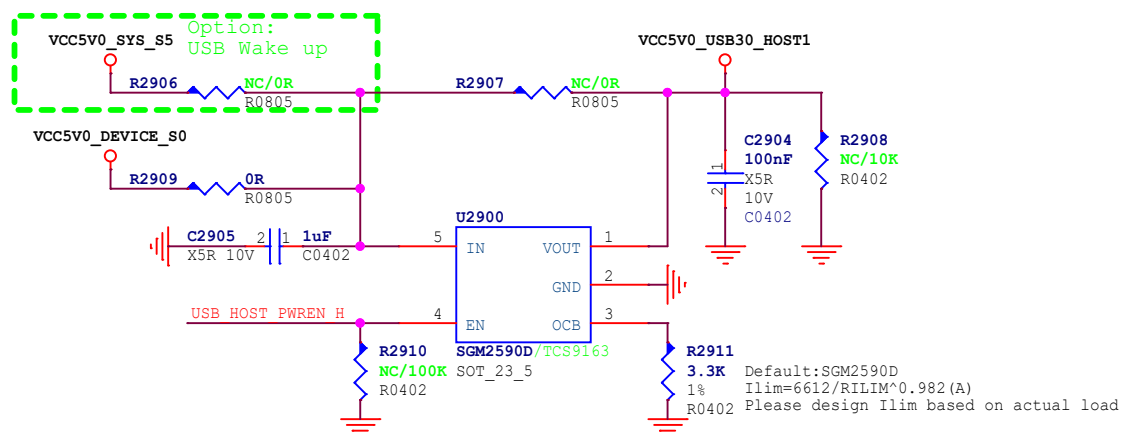 Option:
USB Wake up
VCC5V0_SYS_S5
VCC5V0_USB30_HOST1
R2906
NC/0R
R0805
R2907
NC/0R
R0805
VCC5V0_DEVICE_S0
R2909
0R
R0805
C2904
100nF
X5R
10V
C0402
1
2
R2908
NC/10K
R0402
U2900
C2905
2
1
1uF
X5R 10V
C0402
5
IN
VOUT
1
GND
2
USB_HOST_PWREN_H
4
EN
OCB
3
SGM2590D/TCS9163
SOT_23_5
R2910
NC/100K
R0402
R2911
3.3K
1%
R0402
Default:SGM2590D
Ilim=6612/RILIM^0.982(A)
Please design Ilim based on actual load